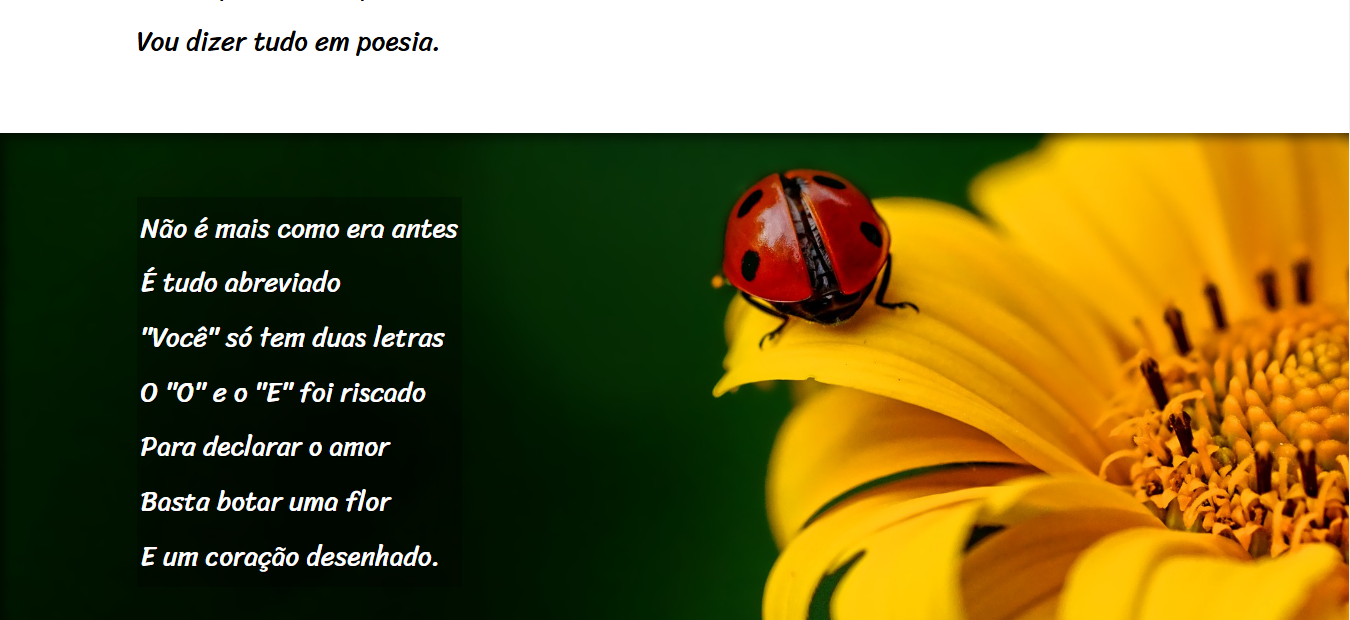 Vou dizer tudo em poesia.
Não é mais como era antes
É tudo abreviado
"Você" só tem duas letras
O "O" e o "E" foi riscado
Para declarar o amor
Basta botar uma flor
E um coração desenhado.